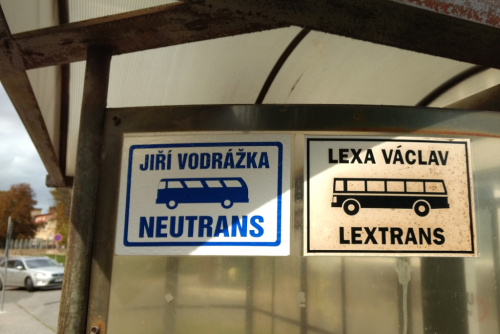 JIŘÍ VODRÁŽKA
NEUTRANS
LEXA VÁCLAV
LEXTRANS